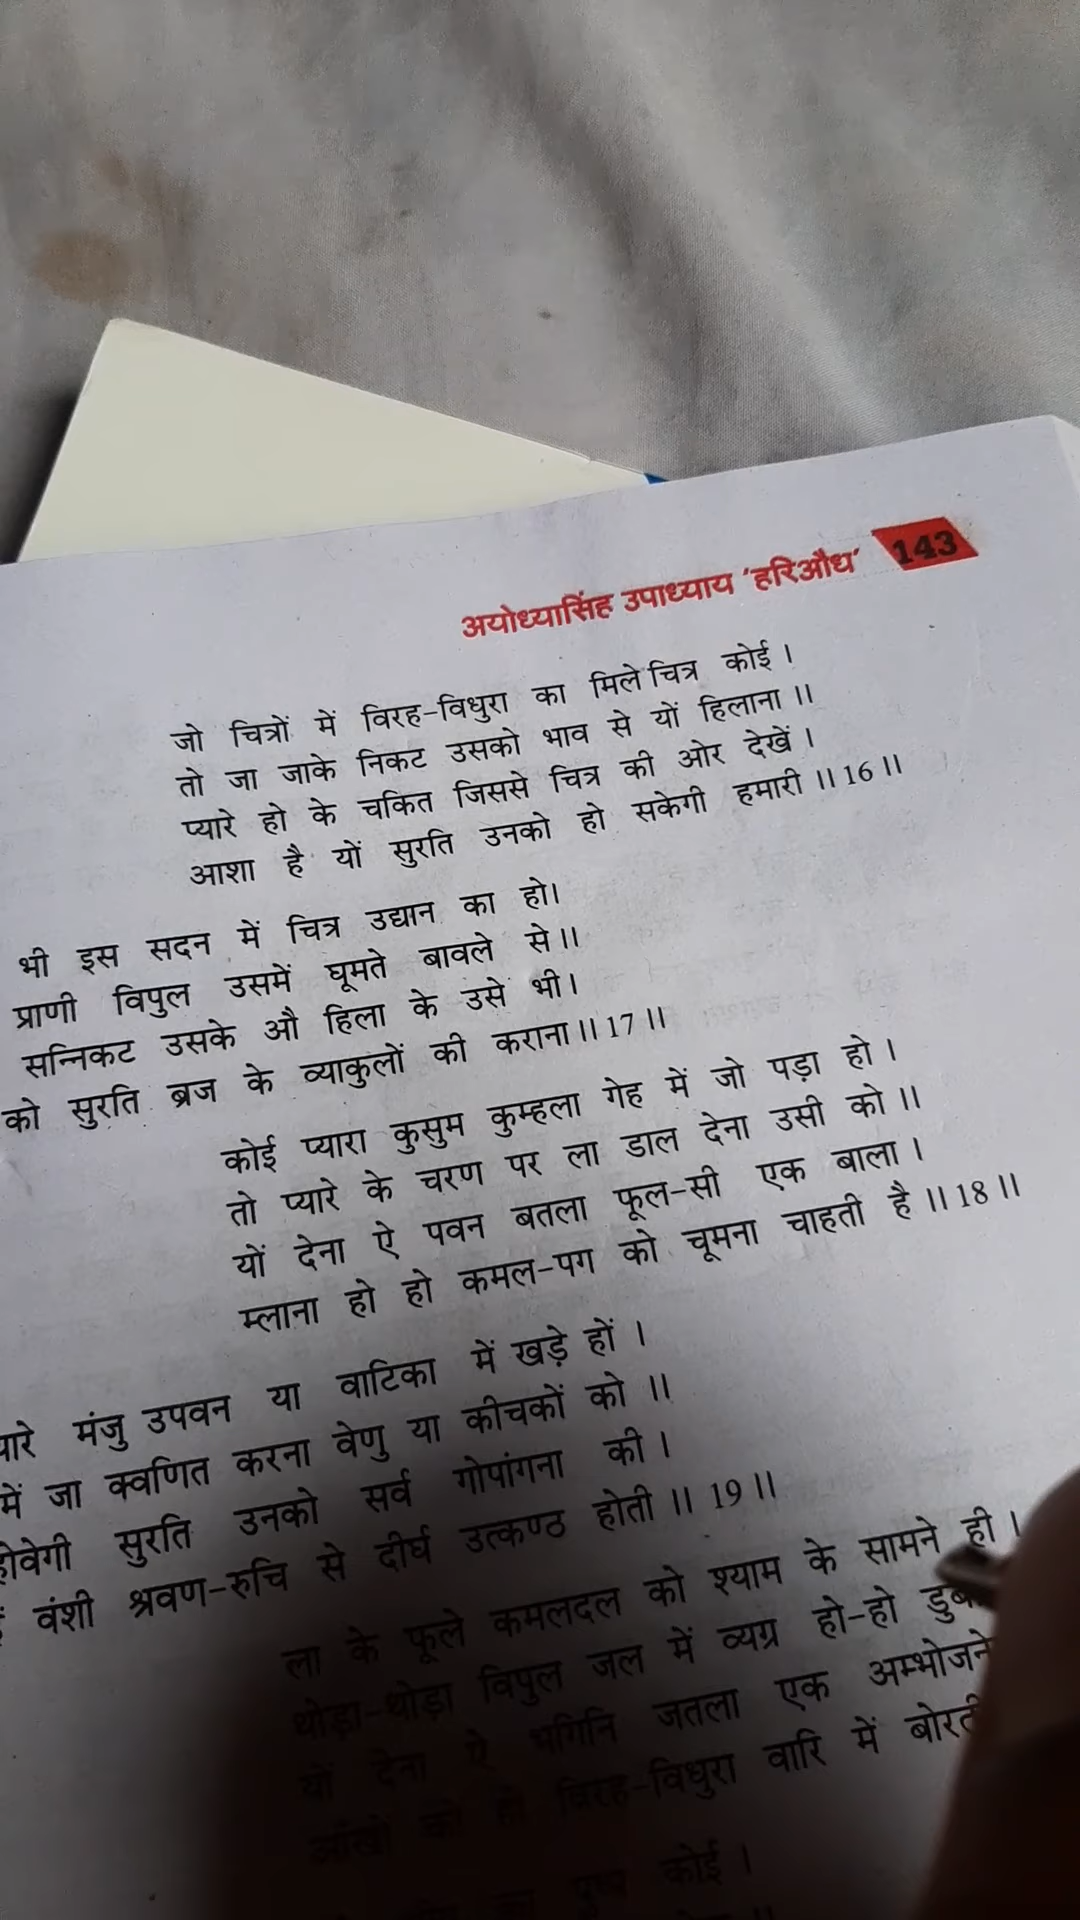 अयोध्यासिंह उपाध्याय 'हरिऔध' 143
जो चित्रों में विरह-विधुरा का मिले चित्र कोई ।
तो जा जाके निकट उसको भाव से यों हिलाना ।।
प्यारे हो के चकित जिससे चित्र की ओर देखें ।
आशा है यों सुरति उनको हो सकेगी हमारी ।। 16 ।।
भी इस सदन में चित्र उद्यान का हो।
प्राणी विपुल उसमें घूमते बावले से ।।
सन्निकट उसके औ हिला के उसे भी ।
को सुरति ब्रज के व्याकुलों की कराना ।। 17 ।।
कोई प्यारा कुसुम कुम्हला गेह में जो पड़ा हो ।
तो प्यारे के चरण पर ला डाल देना उसी को ।।
यों देना ऐ पवन बतला फूल-सी एक बाला ।
म्लाना हो हो कमल-पग को चूमना चाहती है ।। 18 ।।
मंजु उपवन या वाटिका में खड़े हों ।
में जा क्वणित करना वेणु या कीचकों को ।।
सुरति उनको सर्व गोपांगना की ।
वंशी श्रवण-रुचि से दीर्घ उत्कण्ठ होती ।। 19 ।।
ला के फूले कमलदल को श्याम के सामने ही ।
थोड़ा-थोड़ा विपुल जल में व्यग्र हो-हो
यों देना ऐ भगिनि जतला एक
विरह-विधुरा वारि में
कोई ।